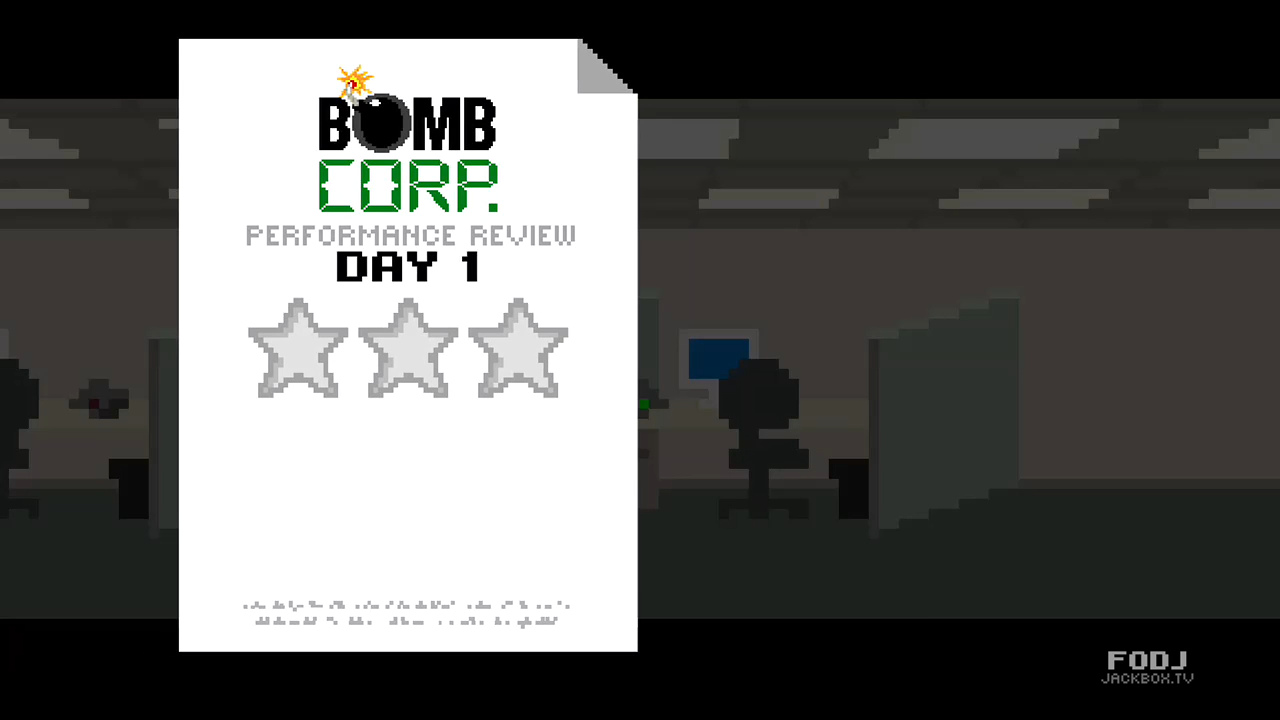 BOMB
CORP.
PERFORMANCE REVIEW
DAY 1
FODJ
JACKBOX.TV